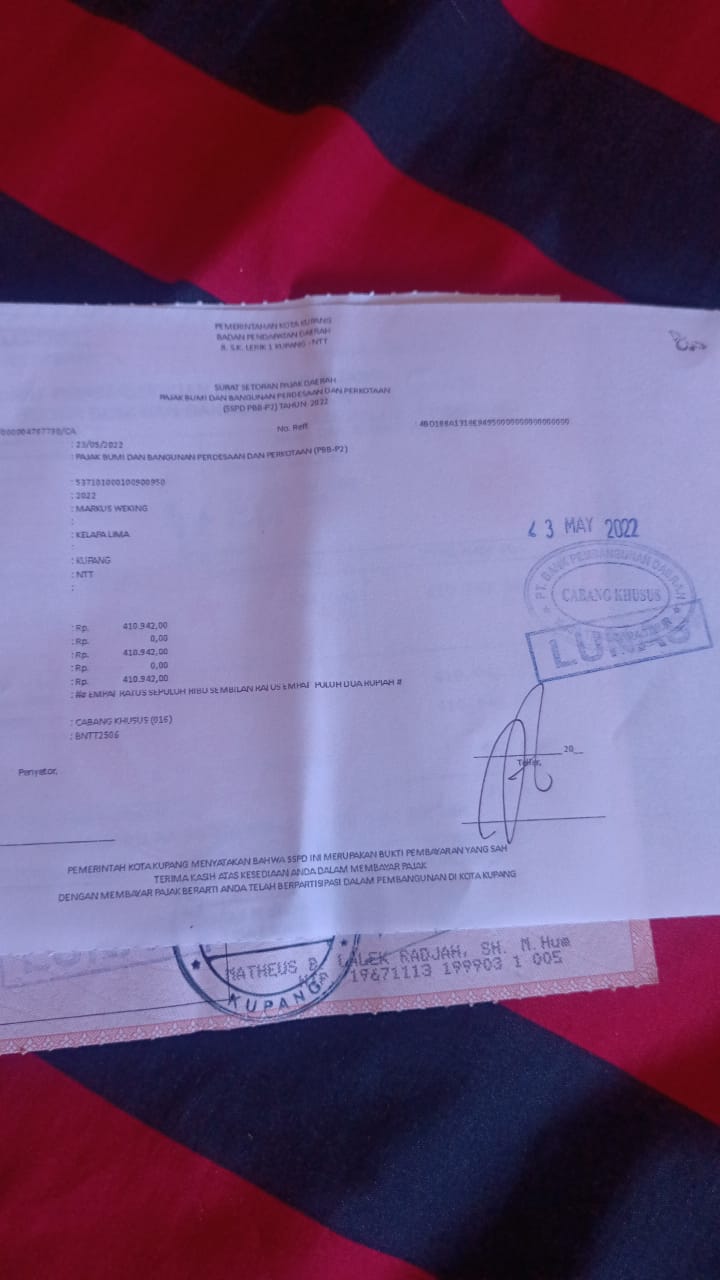 PEMERINTAHAN KOTA KUPANG
BADAN PENDAPATAN DAERAH
Jl. S.K. LERIK 1 KUPANG - NTT
SURAT SETORAN PAJAK DAERAH
PAJAK BUMI DAN BANGUNAN PERDESAAN DAN PERKOTAAN
(SSPD PBB-P2) TAHUN 2022
No. Reff
: 23/05/2022
: PAJAK BUMI DAN BANGUNAN PERDESAAN DAN PERKOTAAN (PBB-P2)
: 537101000100900950
: 2022
: MARKUS WEKING
:
: KELAPA LIMA
:
: KUPANG
: NTT
:
23 MAY 2022
PT. BANK PEMBANGUNAN DAERAH
CABANG KHUSUS
LUNAS
: Rp. 410.942,00
: Rp. 0,00
: Rp. 410.942,00
: Rp. 0,00
: Rp. 410.942,00
: ## EMPAT RATUS SEPULUH RIBU SEMBILAN RATUS EMPAT PULUH DUA RUPIAH #
: CABANG KHUSUS (016)
: BNTT2506
20__
Penyetor,
Teller,
PEMERINTAH KOTA KUPANG MENYATAKAN BAHWA SSPD INI MERUPAKAN BUKTI PEMBAYARAN YANG SAH
TERIMA KASIH ATAS KESEDIAAN ANDA DALAM MEMBAYAR PAJAK
DENGAN MEMBAYAR PAJAK BERARTI ANDA TELAH BERPARTISIPASI DALAM PEMBANGUNAN DI KOTA KUPANG
MATHEUS B. LALEK RADJAH, SH. M.Hum
19671113 199903 1 005
KUPANG